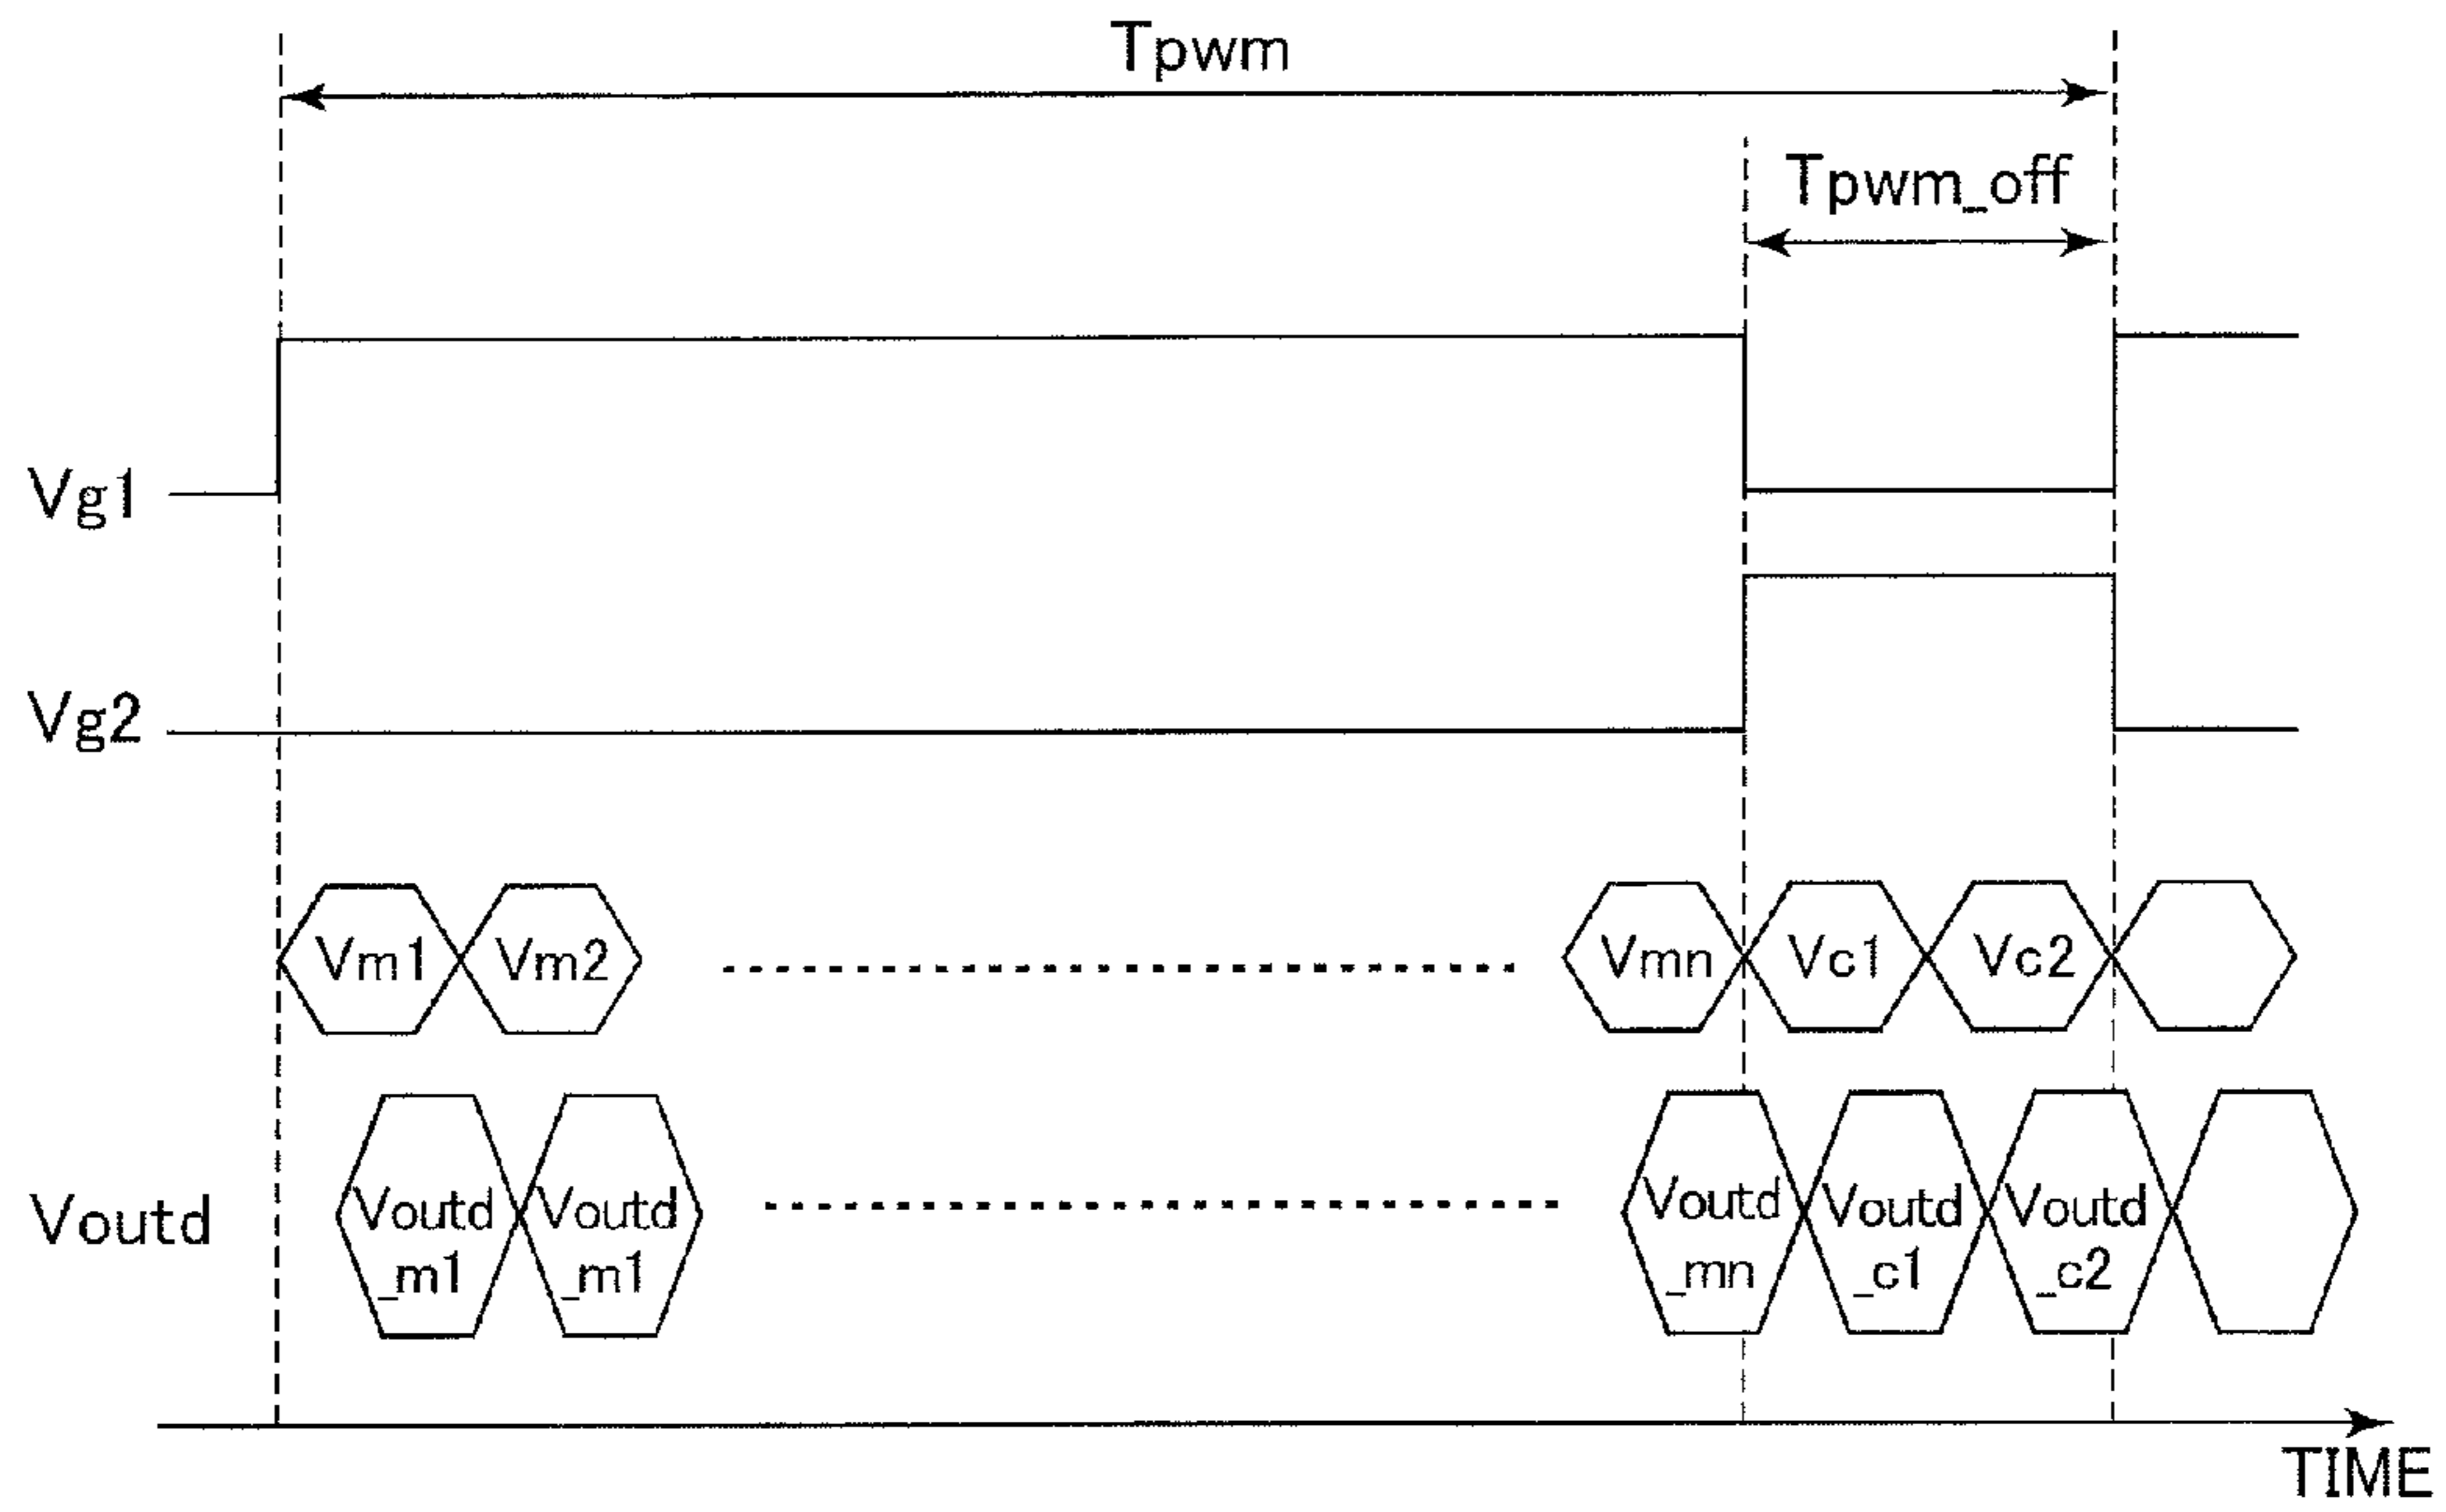 Tpwm
Tpwm_off
Vg1
Vg2
Vm1 Vm2 Vmn Vc1 Vc2
Voutd
Voutd
_m1
Voutd
_m1
Voutd
_mn
Voutd
_c1
Voutd
_c2
TIME